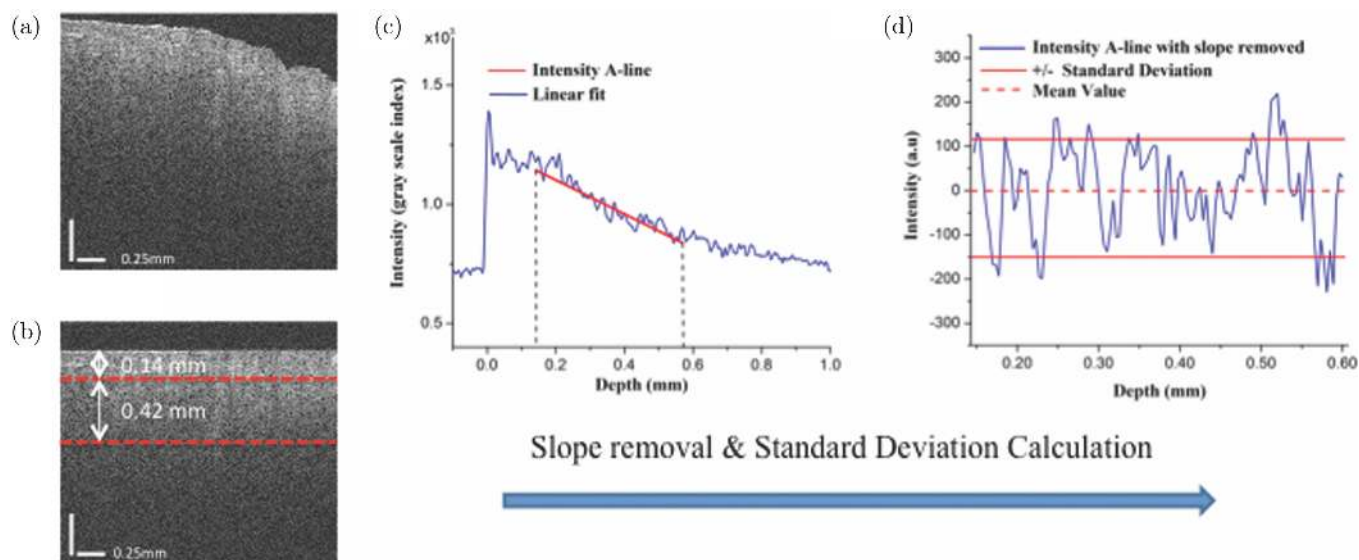 (a)
0.25mm
(b)
0.14 mm
0.42 mm
0.25mm
(c)
×10³
Intensity A-line
Linear fit
1.5
1.0
0.5
Intensity (gray scale index)
0.0 0.2 0.4 0.6 0.8 1.0
Depth (mm)
(d)
Intensity A-line with slope removed
+/- Standard Deviation
Mean Value
300
200
100
0
-100
-200
-300
Intensity (a.u)
0.20 0.30 0.40 0.50 0.60
Depth (mm)
Slope removal & Standard Deviation Calculation